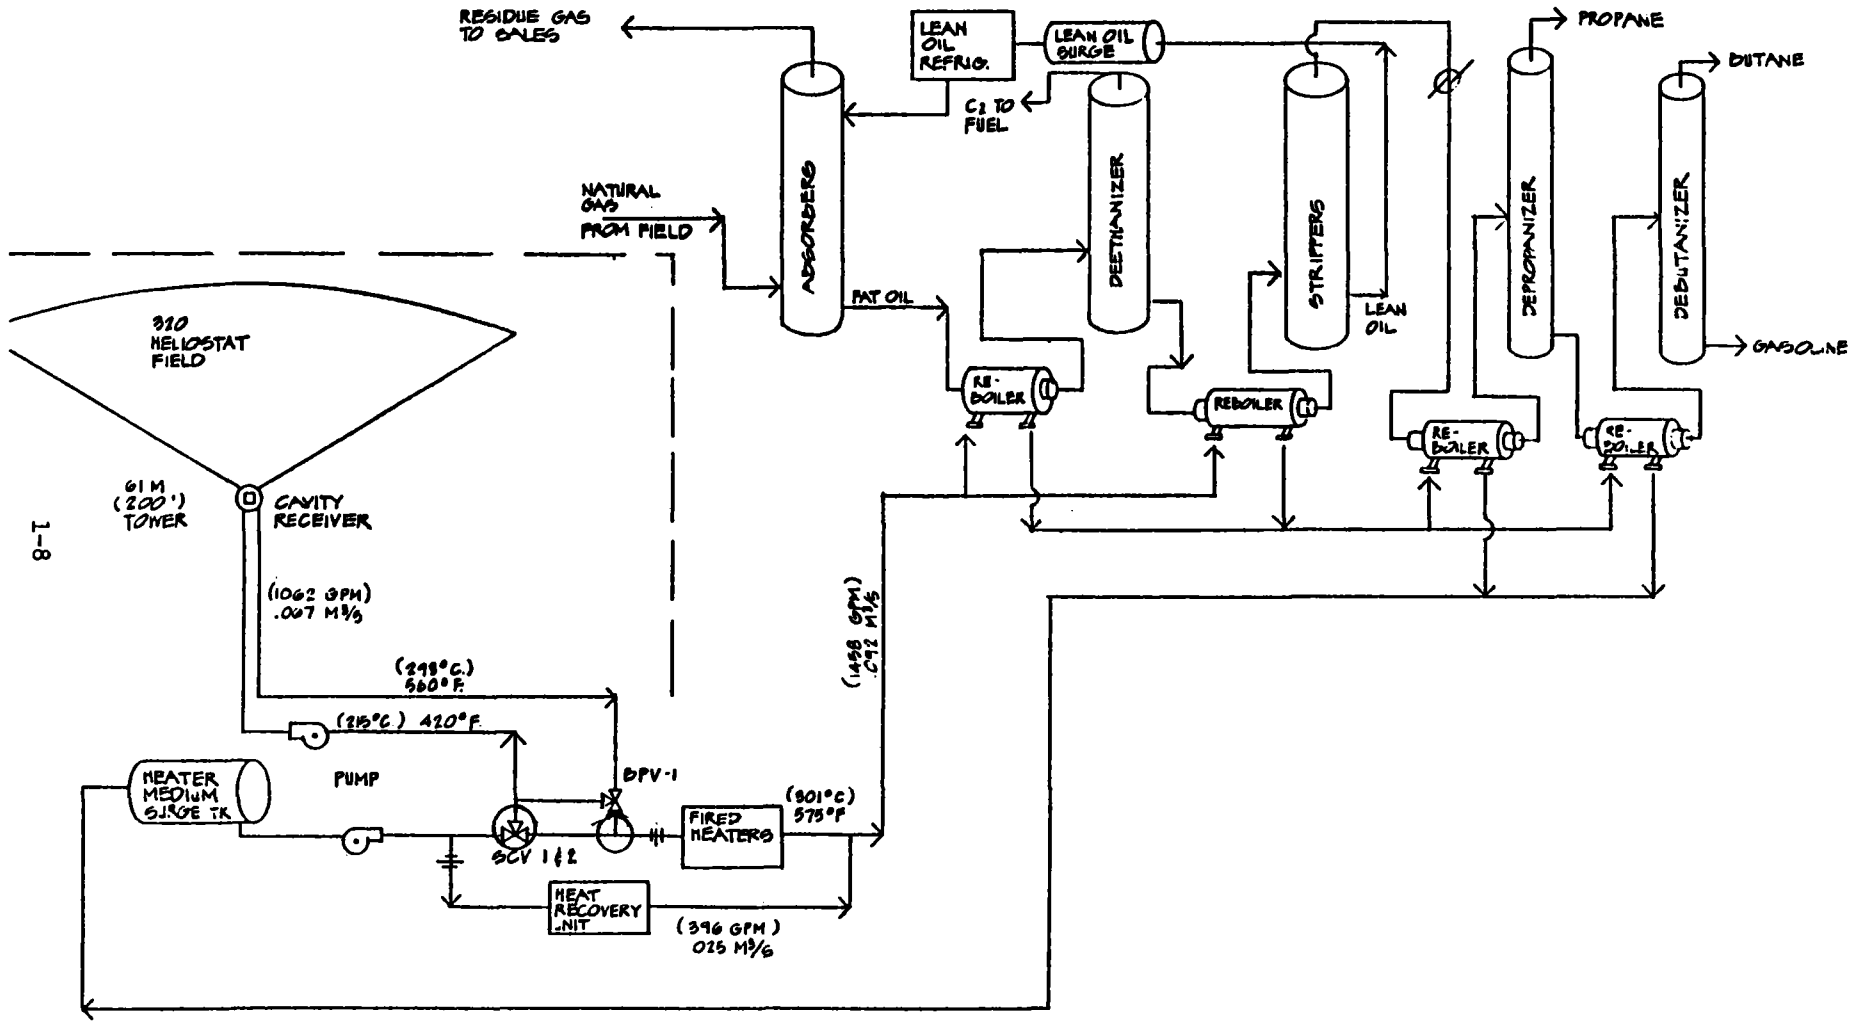 RESIDUE GAS
TO SALES
LEAN
OIL
REFRIG.
LEAN OIL
SURGE
PROPANE
BUTANE
C2 TO
FUEL
NATURAL
GAS
FROM FIELD
ABSORBERS
DEETHANIZER
STRIPPERS
DEPROPANIZER
DEBUTANIZER
FAT OIL
LEAN
OIL
GASOLINE
320
HELIOSTAT
FIELD
RE-
BOILER
REBOILER
RE-
BOILER
RE-
BOILER
61 M
(200')
TOWER
CAVITY
RECEIVER
1-8
(1062 GPM)
.067 M³/S
(1458 GPM)
.092 M³/S
(293°C.)
560°F.
(215°C.) 420°F.
HEATER
MEDIUM
SURGE TK
PUMP
BPV-1
SCV 1 & 2
FIRED
HEATERS
(301°C)
575°F
HEAT
RECOVERY
UNIT
(396 GPM)
025 M³/S